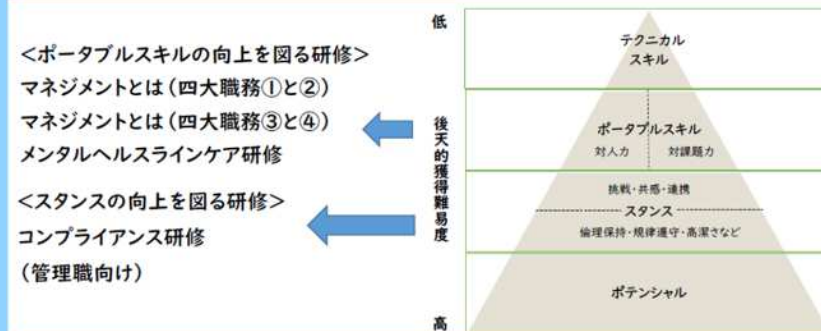 <ポータブルスキルの向上を図る研修>
マネジメントとは(四大職務①と②)
マネジメントとは(四大職務③と④)
メンタルヘルスラインケア研修
<スタンスの向上を図る研修>
コンプライアンス研修
(管理職向け)
低
後天的獲得難易度
高
テクニカル
スキル
ポータブルスキル
対人力 対課題力
挑戦・共感・連携
スタンス
倫理保持・規律遵守・高潔さなど
ポテンシャル